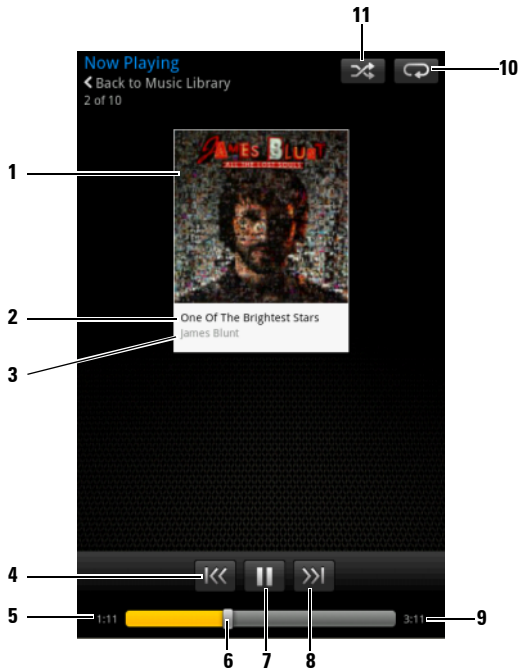 11
Now Playing
Back to Music Library
2 of 10
10
1
JAMES BLUNT
ALL THE LOST SOULS
2
One Of The Brightest Stars
James Blunt
3
4
5
1:11
3:11
9
6
7
8